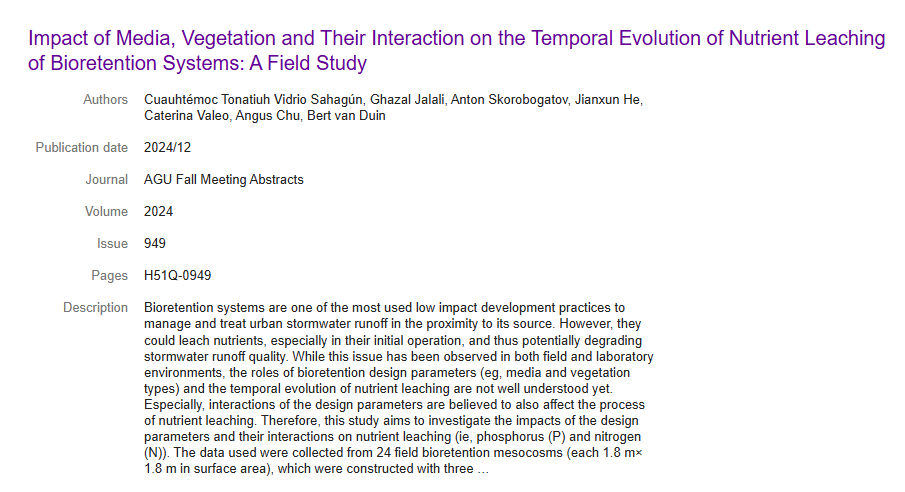 Impact of Media, Vegetation and Their Interaction on the Temporal Evolution of Nutrient Leaching
of Bioretention Systems: A Field Study
Authors Cuauhtémoc Tonatiuh Vidrio Sahagún, Ghazal Jalali, Anton Skorobogatov, Jianxun He,
Caterina Valeo, Angus Chu, Bert van Duin
Publication date 2024/12
Journal AGU Fall Meeting Abstracts
Volume 2024
Issue 949
Pages H51Q-0949
Description Bioretention systems are one of the most used low impact development practices to
manage and treat urban stormwater runoff in the proximity to its source. However, they
could leach nutrients, especially in their initial operation, and thus potentially degrading
stormwater runoff quality. While this issue has been observed in both field and laboratory
environments, the roles of bioretention design parameters (eg, media and vegetation
types) and the temporal evolution of nutrient leaching are not well understood yet.
Especially, interactions of the design parameters are believed to also affect the process
of nutrient leaching. Therefore, this study aims to investigate the impacts of the design
parameters and their interactions on nutrient leaching (ie, phosphorus (P) and nitrogen
(N)). The data used were collected from 24 field bioretention mesocosms (each 1.8 m×
1.8 m in surface area), which were constructed with three …